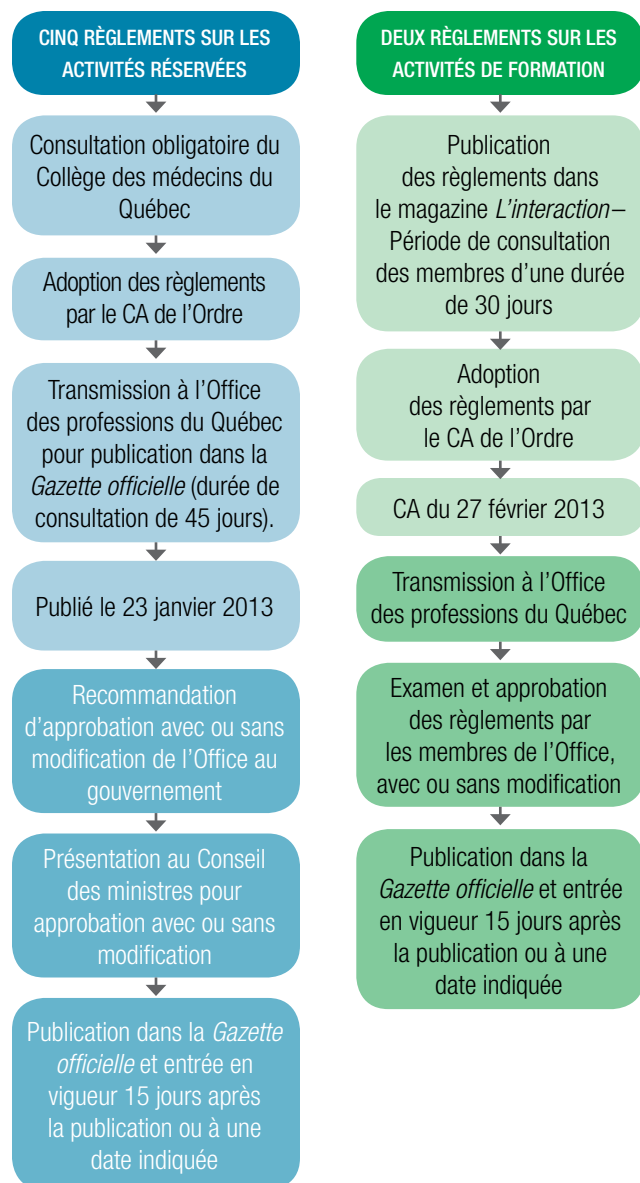 CINQ RÈGLEMENTS SUR LES
ACTIVITÉS RÉSERVÉES
Consultation obligatoire du
Collège des médecins du
Québec
Adoption des règlements
par le CA de l'Ordre
Transmission à l'Office
des professions du Québec
pour publication dans la
Gazette officielle (durée de
consultation de 45 jours).
Publié le 23 janvier 2013
Recommandation
d'approbation avec ou sans
modification de l'Office au
gouvernement
Présentation au Conseil
des ministres pour
approbation avec ou sans
modification
Publication dans la Gazette
officielle et entrée en
vigueur 15 jours après
la publication ou à une
date indiquée
DEUX RÈGLEMENTS SUR LES
ACTIVITÉS DE FORMATION
Publication
des règlements dans
le magazine L'interaction –
Période de consultation
des membres d'une durée
de 30 jours
Adoption
des règlements par
le CA de l'Ordre
CA du 27 février 2013
Transmission à l'Office
des professions du Québec
Examen et approbation
des règlements par
les membres de l'Office,
avec ou sans modification
Publication dans la
Gazette officielle et entrée
en vigueur 15 jours après
la publication ou à une
date indiquée